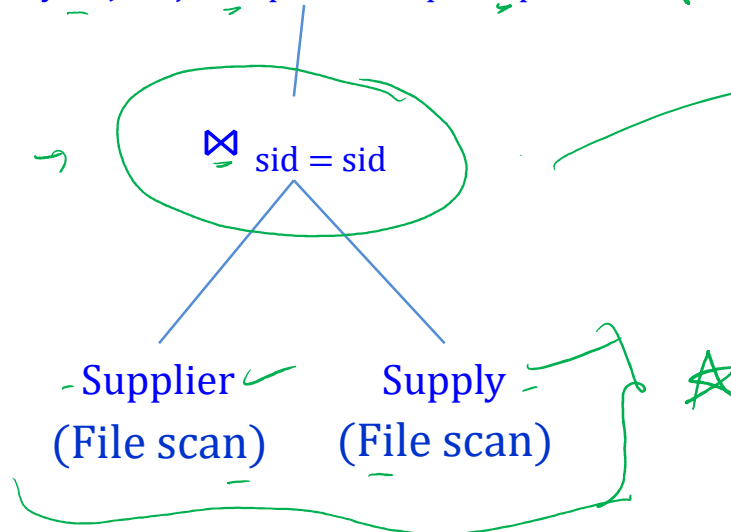 ⋈ sid = sid
Supplier Supply
(File scan) (File scan)